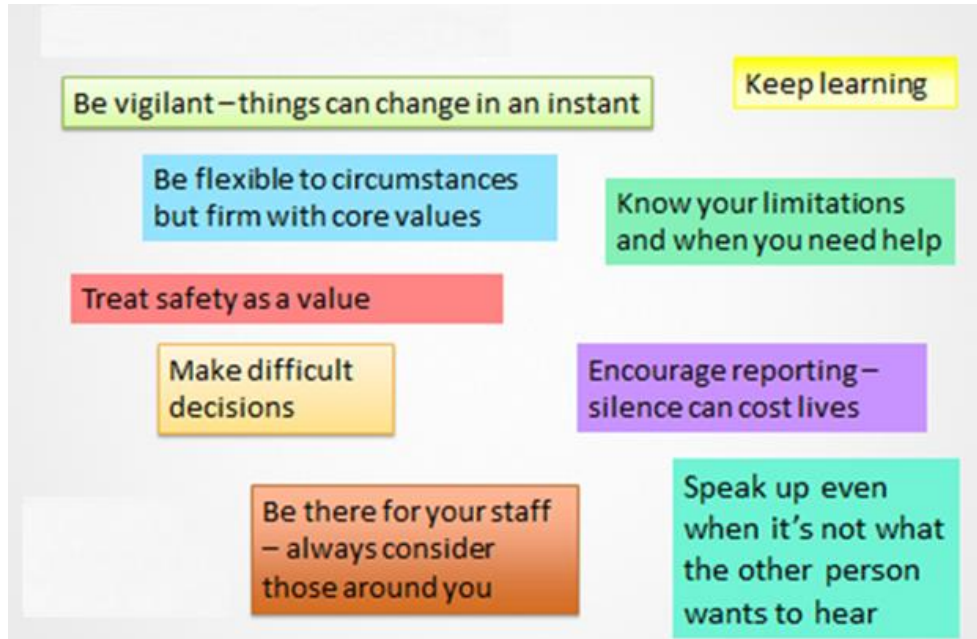 Be vigilant – things can change in an instant
Keep learning
Be flexible to circumstances
but firm with core values
Know your limitations
and when you need help
Treat safety as a value
Make difficult
decisions
Encourage reporting –
silence can cost lives
Be there for your staff
– always consider
those around you
Speak up even
when it’s not what
the other person
wants to hear